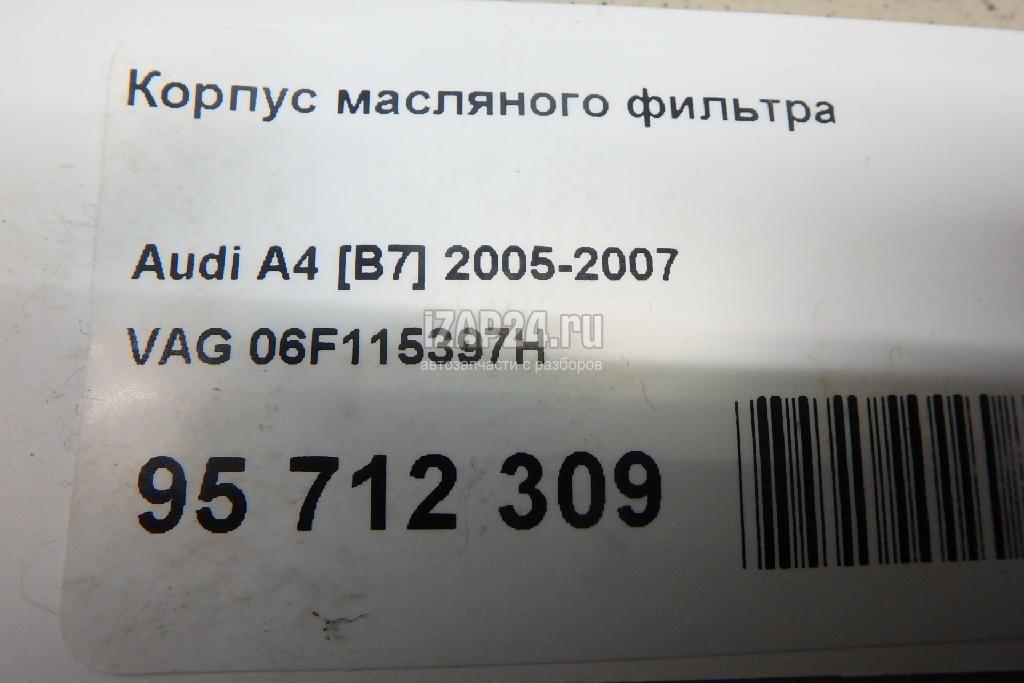 Корпус масляного фильтра
Audi A4 [B7] 2005-2007
iZAP24.ru
VAG 06F115397H
автозапчасти с разборов
95 712 309